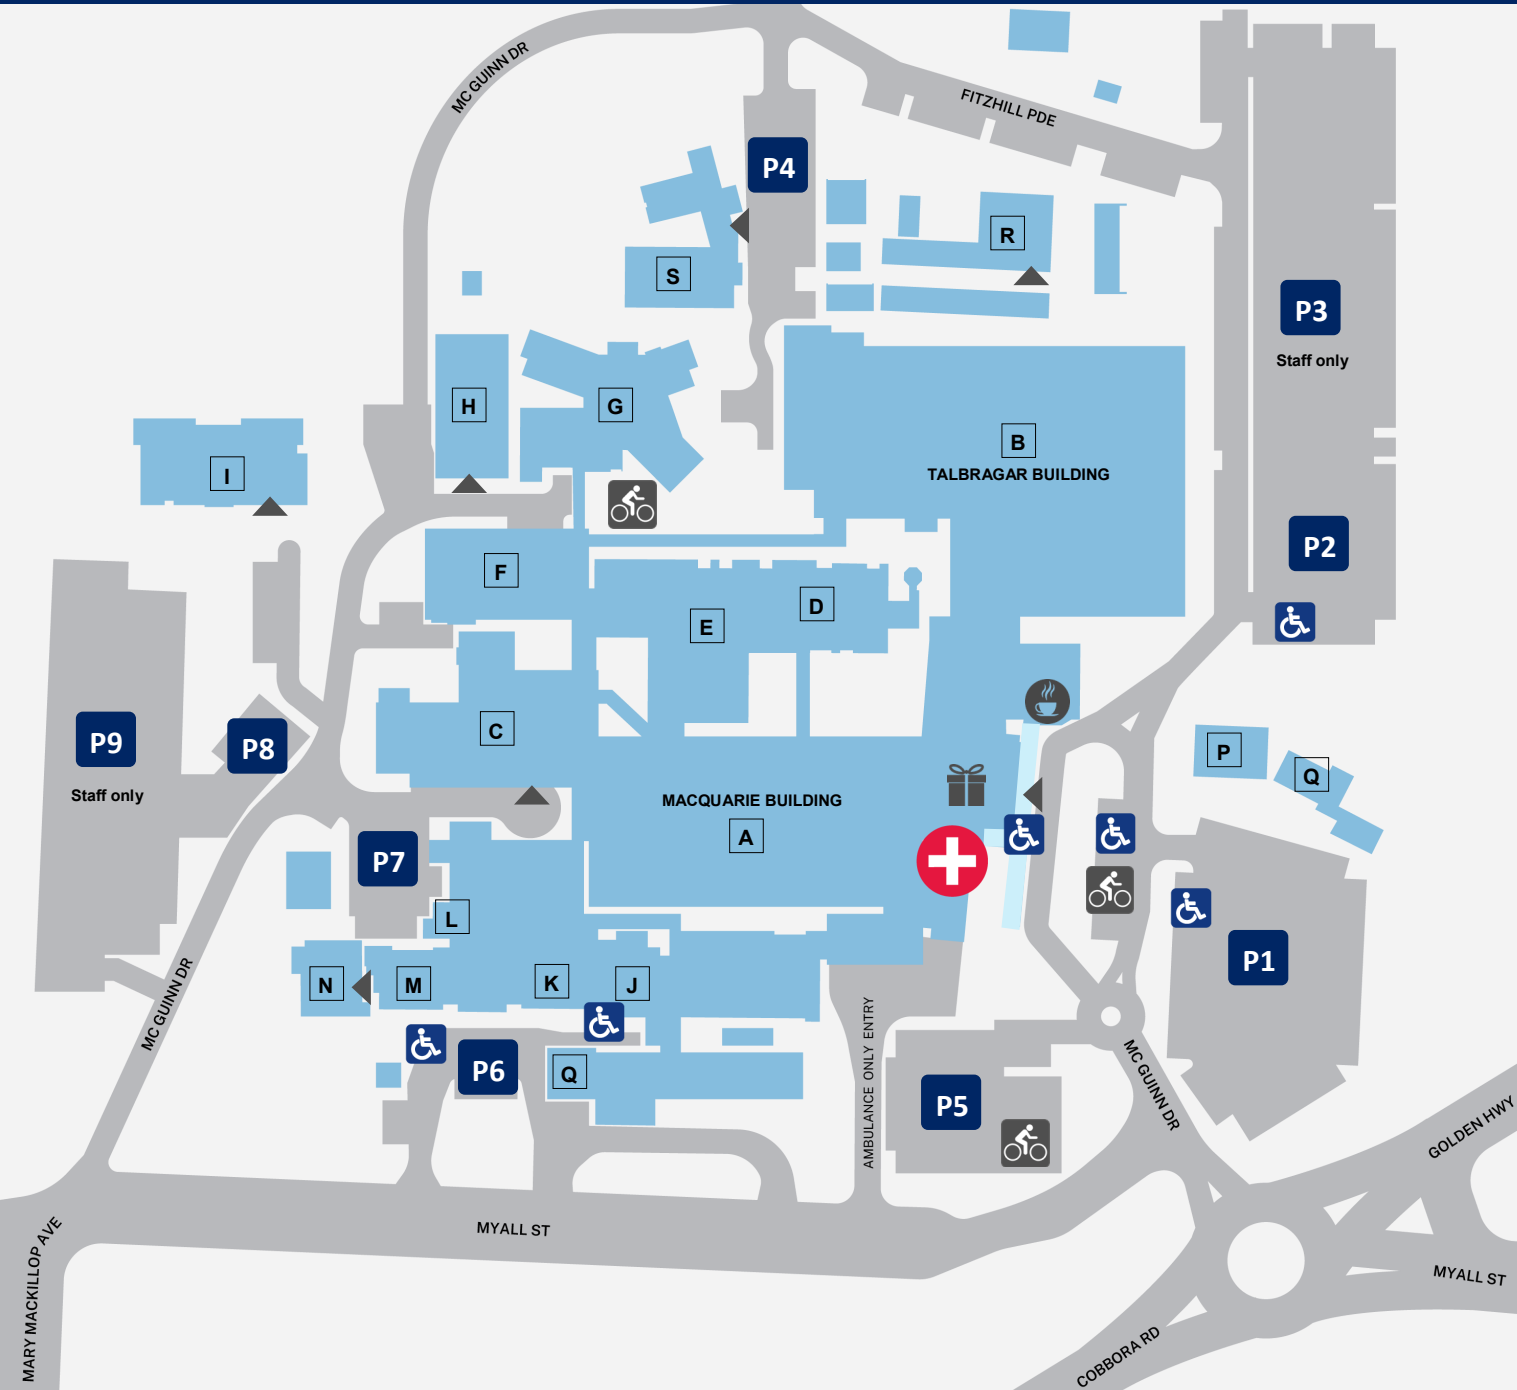 MC GUINN DR
FITZHILL PDE
P4
R
S
P3
Staff only
H
G
B
TALBRAGAR BUILDING
I
P2
F
D
E
C
P9
Staff only
P8
P
Q
MACQUARIE BUILDING
A
P7
L
P1
N
M
K
J
MC GUINN DR
P6
Q
AMBULANCE ONLY ENTRY
P5
MC GUINN DR
GOLDEN HWY
MYALL ST
MARY MACKILLOP AVE
MYALL ST
COBBORA RD